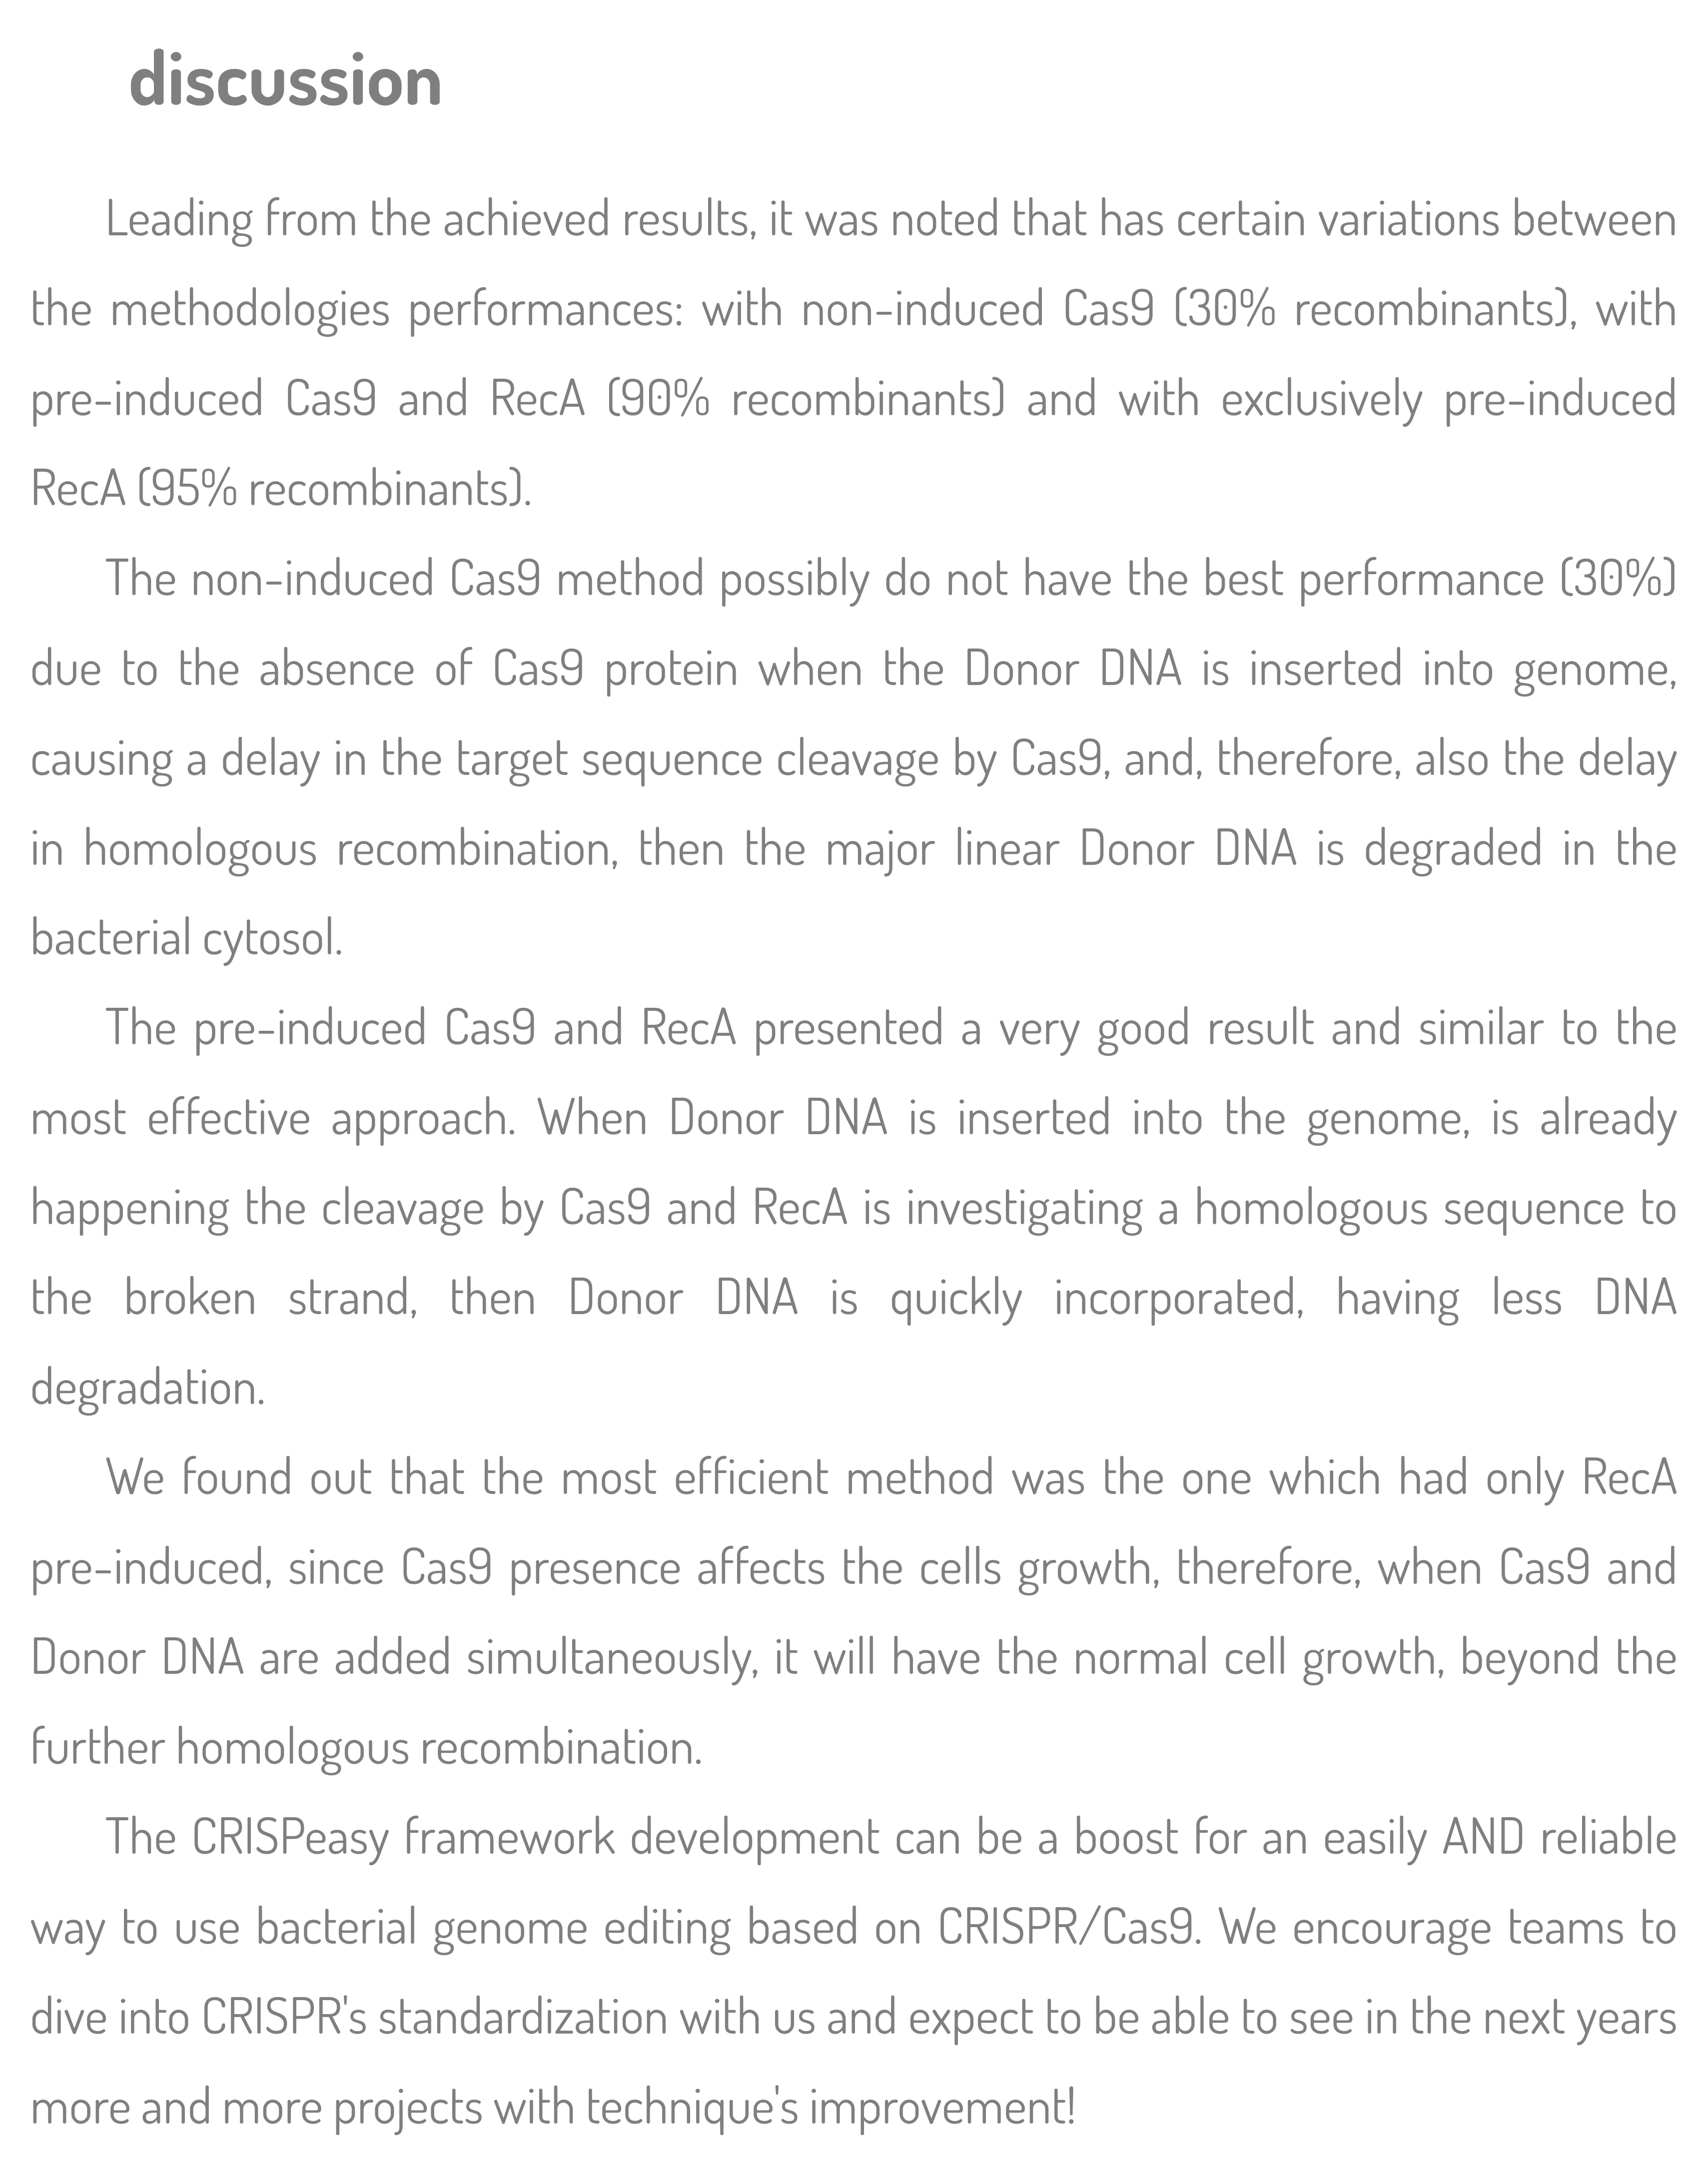 discussion
Leading from the achieved results, it was noted that has certain variations between
the methodologies performances: with non-induced Cas9 (30% recombinants), with
pre-induced Cas9 and RecA (90% recombinants) and with exclusively pre-induced
RecA (95% recombinants).
The non-induced Cas9 method possibly do not have the best performance (30%)
due to the absence of Cas9 protein when the Donor DNA is inserted into genome,
causing a delay in the target sequence cleavage by Cas9, and, therefore, also the delay
in homologous recombination, then the major linear Donor DNA is degraded in the
bacterial cytosol.
The pre-induced Cas9 and RecA presented a very good result and similar to the
most effective approach. When Donor DNA is inserted into the genome, is already
happening the cleavage by Cas9 and RecA is investigating a homologous sequence to
the broken strand, then Donor DNA is quickly incorporated, having less DNA
degradation.
We found out that the most efficient method was the one which had only RecA
pre-induced, since Cas9 presence affects the cells growth, therefore, when Cas9 and
Donor DNA are added simultaneously, it will have the normal cell growth, beyond the
further homologous recombination.
The CRISPeasy framework development can be a boost for an easily AND reliable
way to use bacterial genome editing based on CRISPR/Cas9. We encourage teams to
dive into CRISPR's standardization with us and expect to be able to see in the next years
more and more projects with technique's improvement!